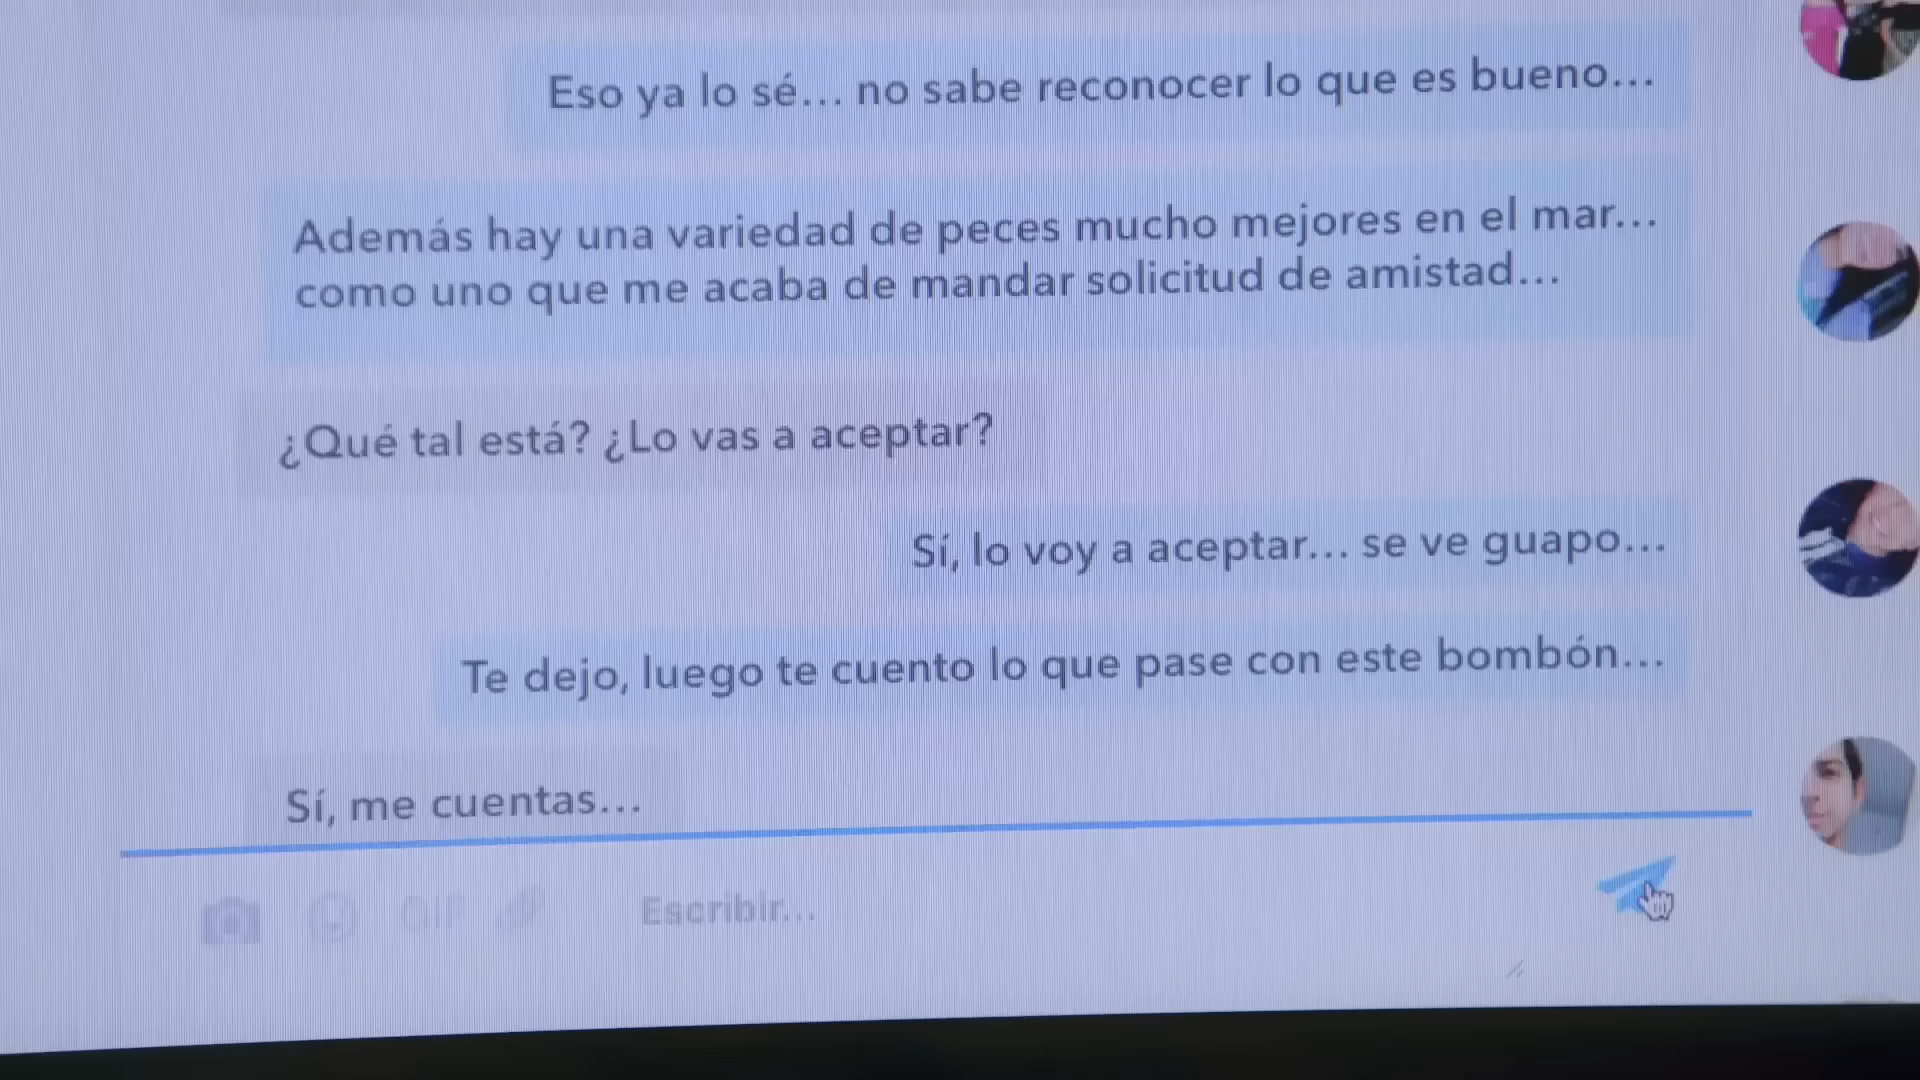 Eso ya lo sé... no sabe reconocer lo que es bueno...
Además hay una variedad de peces mucho mejores en el mar...
como uno que me acaba de mandar solicitud de amistad...
¿Qué tal está? ¿Lo vas a aceptar?
Sí, lo voy a aceptar... se ve guapo...
Te dejo, luego te cuento lo que pase con este bombón...
Sí, me cuentas...
GIF
Escribir...